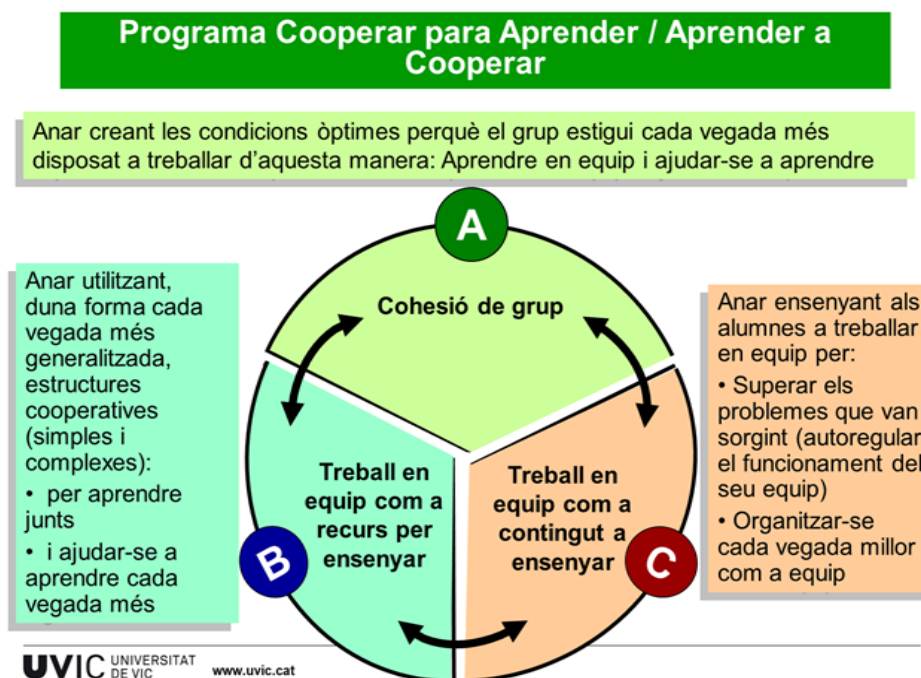 Programa Cooperar para Aprender / Aprender a
Cooperar
Anar creant les condicions òptimes perquè el grup estigui cada vegada més
disposat a treballar d'aquesta manera: Aprendre en equip i ajudar-se a aprendre
A
Cohesió de grup
Anar utilitzant,
duna forma cada
vegada més
generalitzada,
estructures
cooperatives
(simples i
complexes):
• per aprendre
junts
• i ajudar-se a
aprendre cada
vegada més
B
Treball en
equip com a
recurs per
ensenyar
Treball en
equip com a
contingut a
ensenyar
C
Anar ensenyant als
alumnes a treballar
en equip per:
• Superar els
problemes que van
sorgint (autoregular
el funcionament del
seu equip)
• Organitzar-se
cada vegada millor
com a equip
UVIC UNIVERSITAT
DE VIC
www.uvic.cat